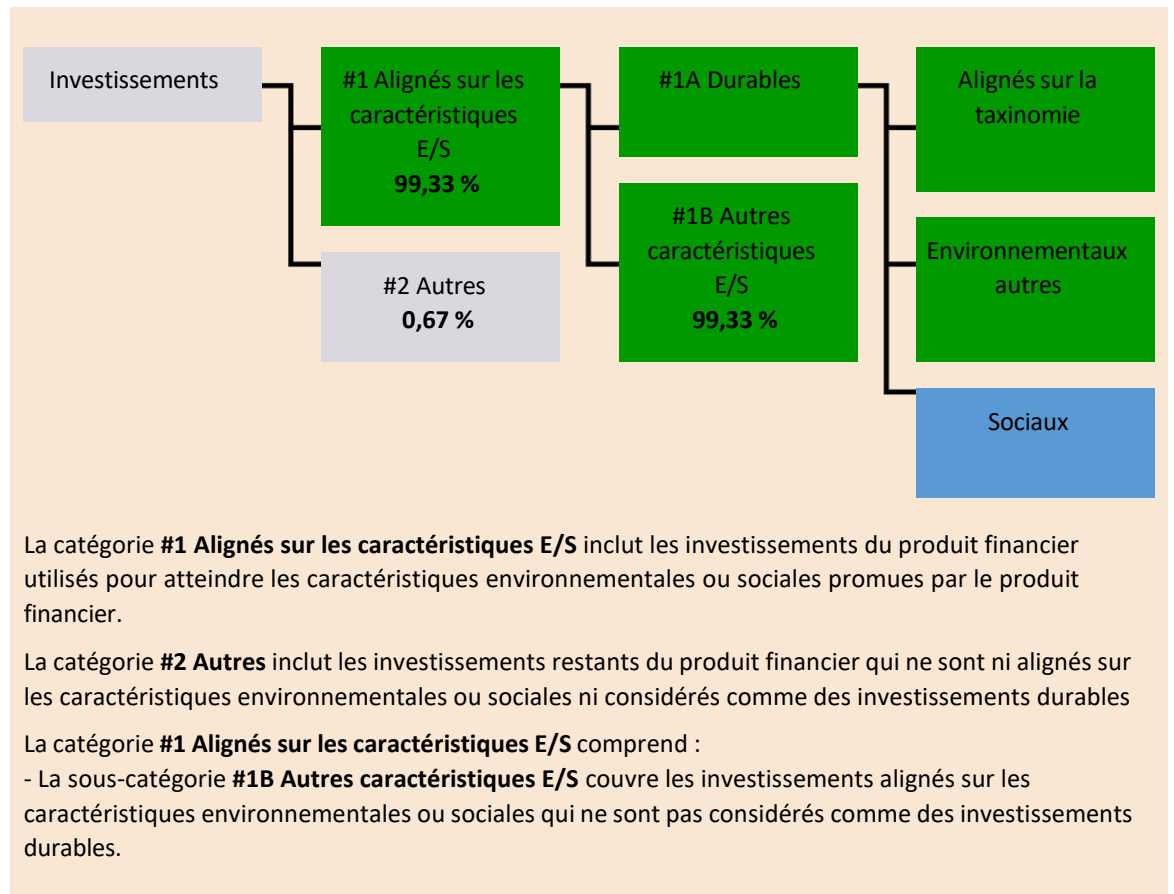 Investissements
#1 Alignés sur les
caractéristiques
E/S
99,33 %
#2 Autres
0,67 %
#1A Durables
#1B Autres
caractéristiques
E/S
99,33 %
Alignés sur la
taxinomie
Environnementaux
autres
Sociaux
La catégorie #1 Alignés sur les caractéristiques E/S inclut les investissements du produit financier
utilisés pour atteindre les caractéristiques environnementales ou sociales promues par le produit
financier.
La catégorie #2 Autres inclut les investissements restants du produit financier qui ne sont ni alignés sur
les caractéristiques environnementales ou sociales ni considérés comme des investissements durables
La catégorie #1 Alignés sur les caractéristiques E/S comprend :
- La sous-catégorie #1B Autres caractéristiques E/S couvre les investissements alignés sur les
caractéristiques environnementales ou sociales qui ne sont pas considérés comme des investissements
durables.